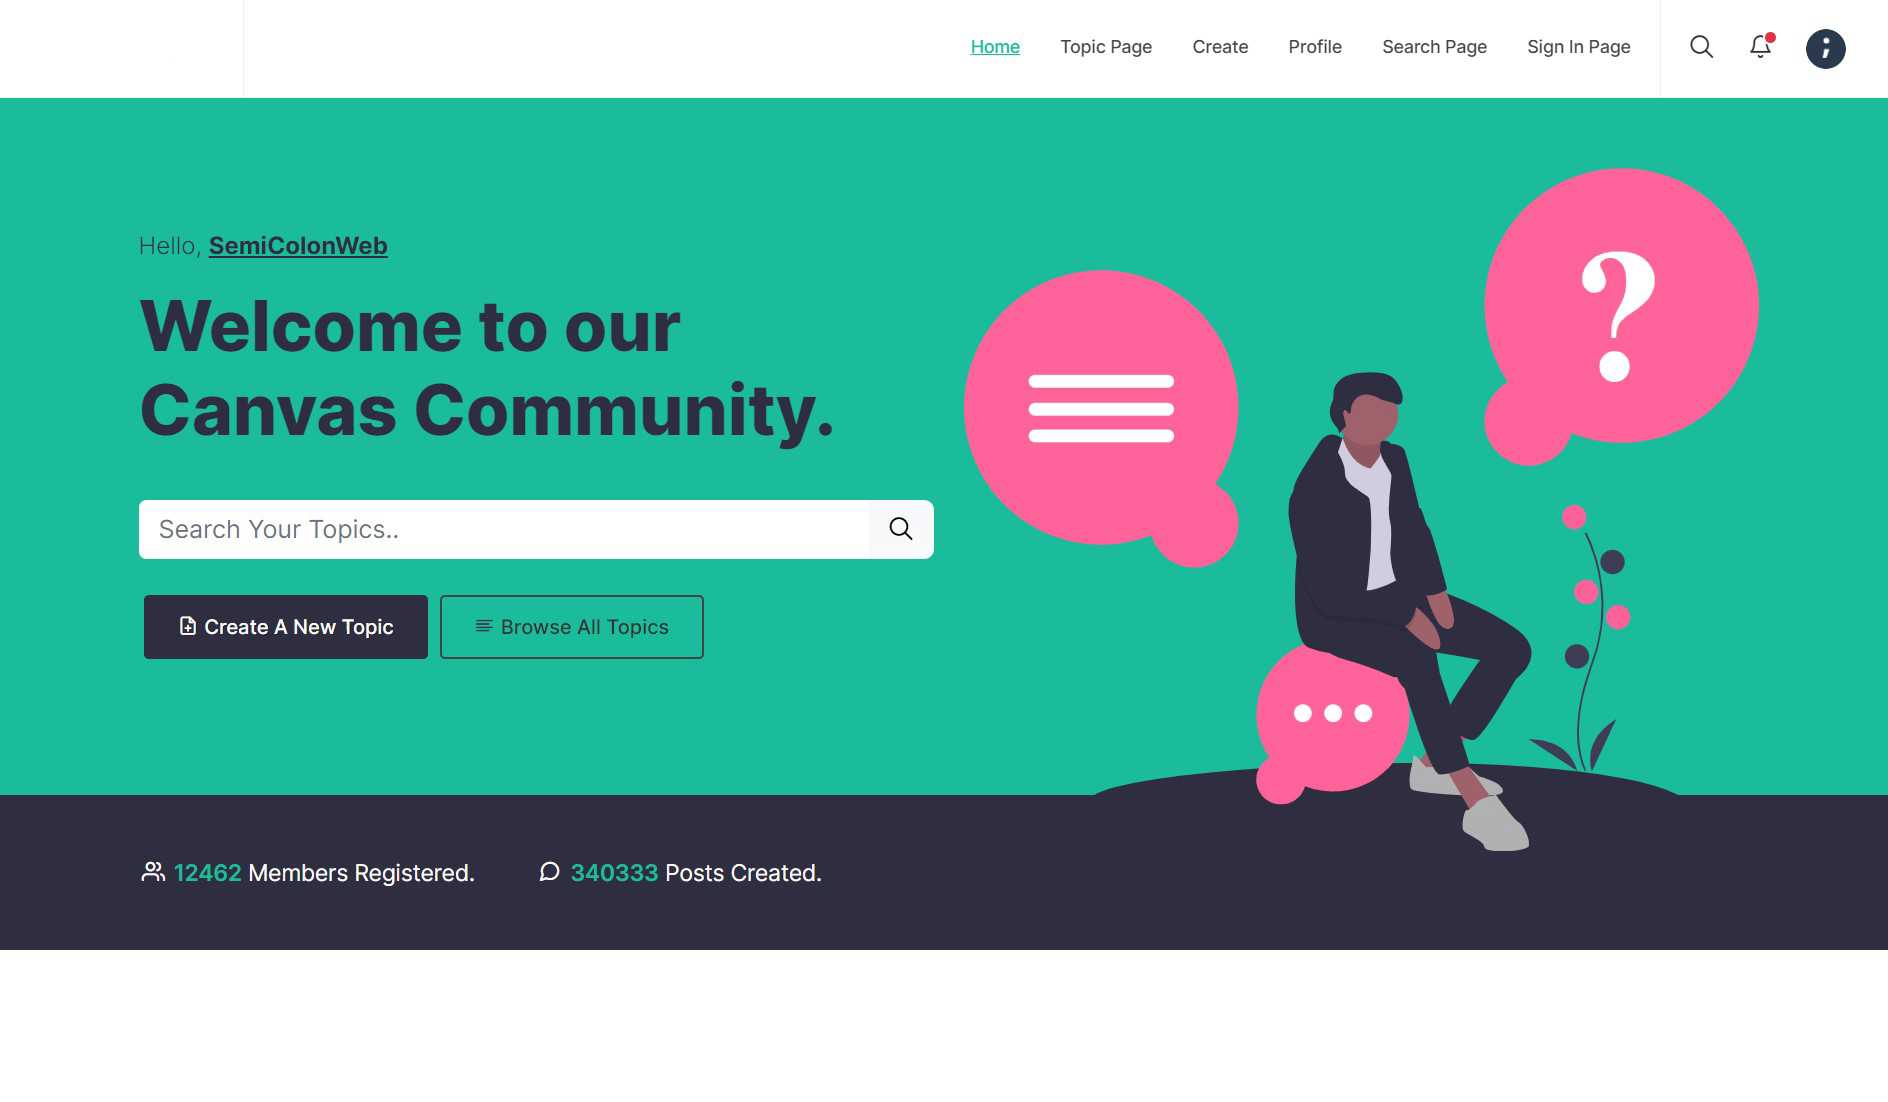 Home Topic Page Create Profile Search Page Sign In Page
;
Hello, SemiColonWeb
Welcome to our
Canvas Community.
Search Your Topics..
Create A New Topic Browse All Topics
?
12462 Members Registered. 340333 Posts Created.